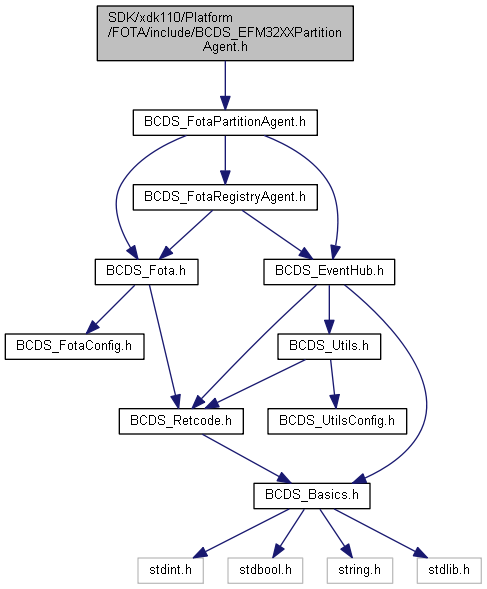 SDK/xdk110/Platform
/FOTA/include/BCDS_EFM32XXPartition
Agent.h
BCDS_FotaPartitionAgent.h
BCDS_FotaRegistryAgent.h
BCDS_Fota.h
BCDS_EventHub.h
BCDS_FotaConfig.h
BCDS_Utils.h
BCDS_Retcode.h
BCDS_UtilsConfig.h
BCDS_Basics.h
stdint.h
stdbool.h
string.h
stdlib.h